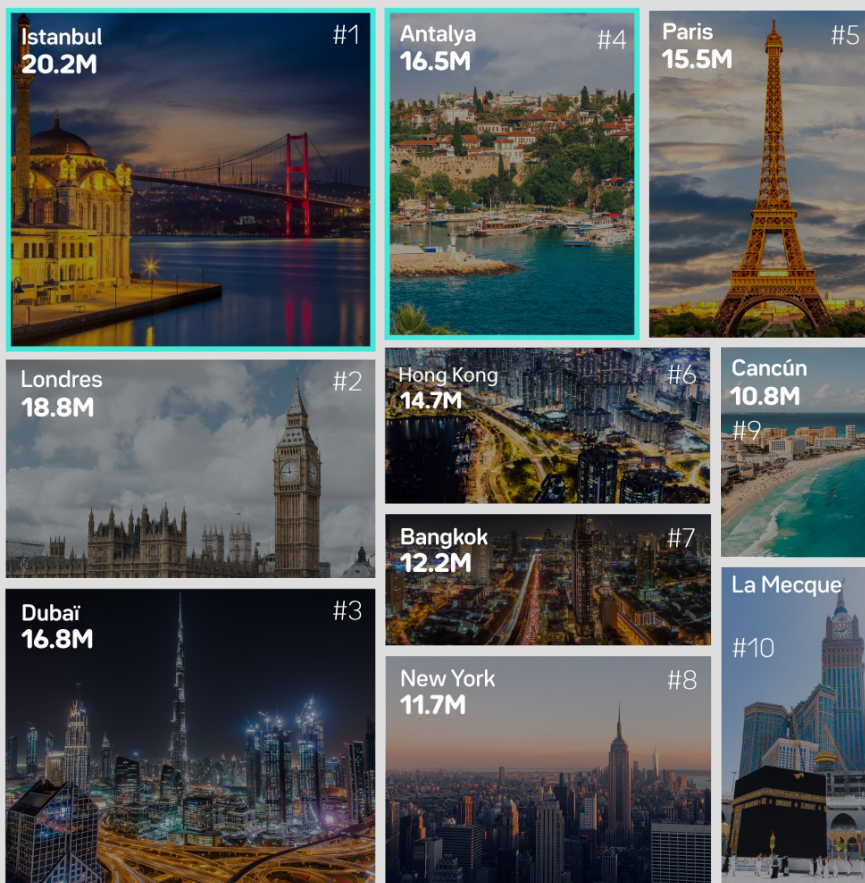 Istanbul
#1
20.2M
Antalya
#4
16.5M
Paris
#5
15.5M
Londres
#2
18.8M
Hong Kong
#6
14.7M
Cancún
10.8M
#9
Bangkok
#7
12.2M
Dubaï
#3
16.8M
La Mecque
#10
New York
#8
11.7M